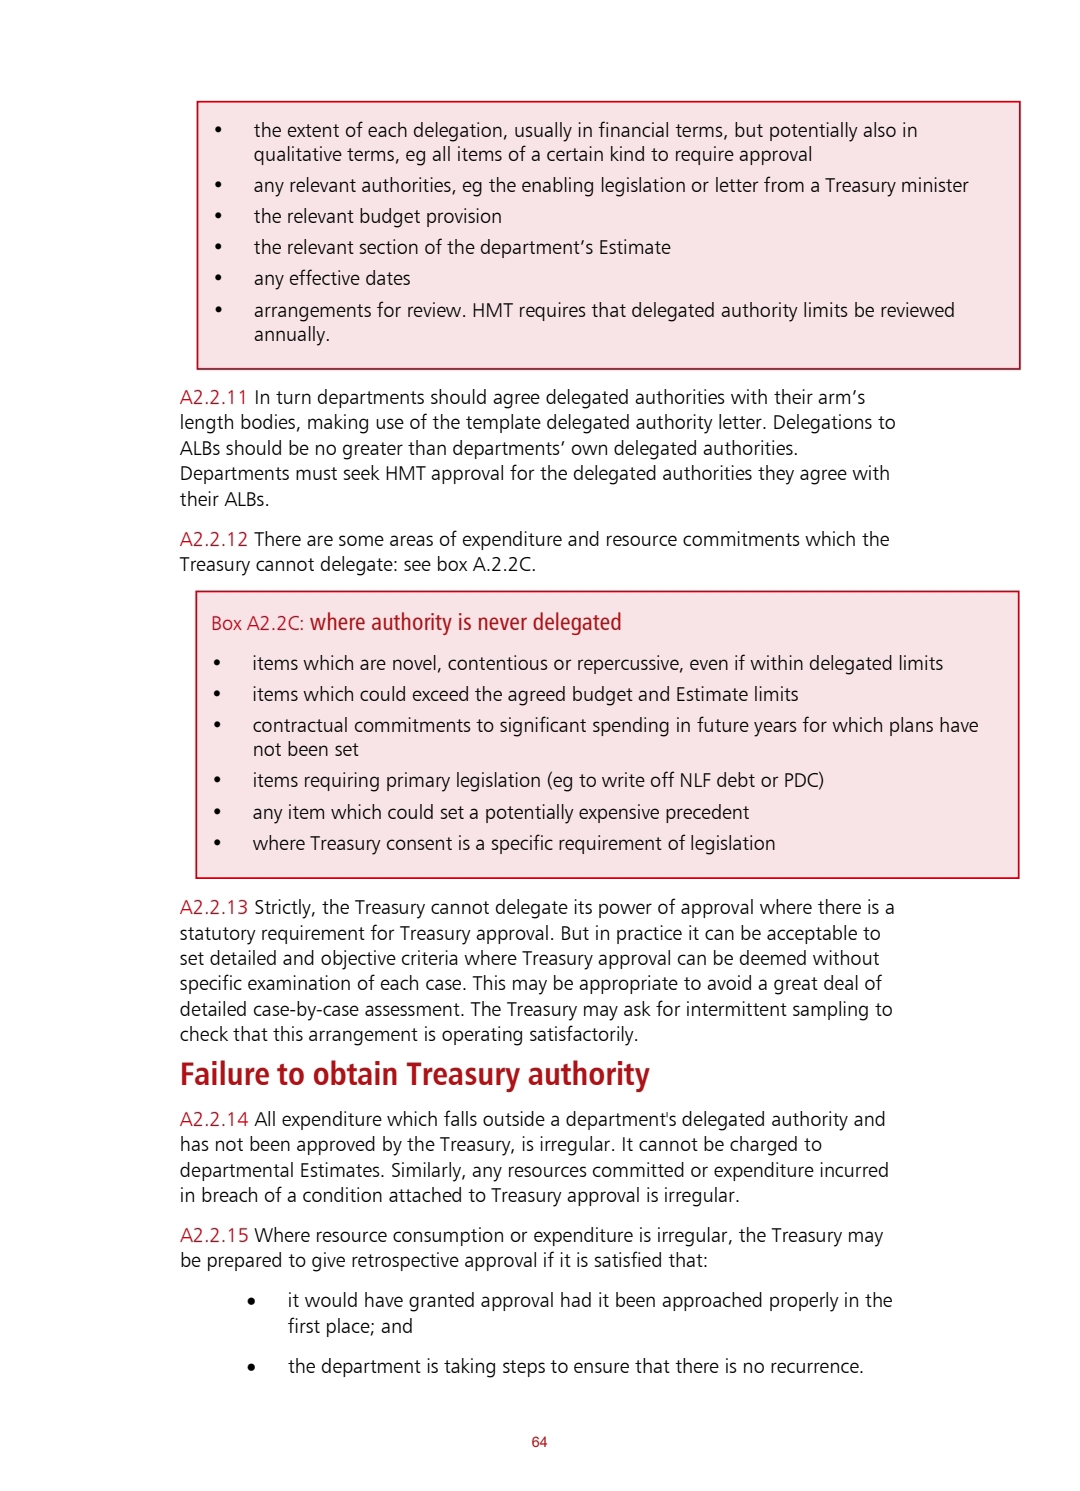 • the extent of each delegation, usually in financial terms, but potentially also in
qualitative terms, eg all items of a certain kind to require approval
• any relevant authorities, eg the enabling legislation or letter from a Treasury minister
• the relevant budget provision
• the relevant section of the department’s Estimate
• any effective dates
• arrangements for review. HMT requires that delegated authority limits be reviewed
annually.
A2.2.11 In turn departments should agree delegated authorities with their arm’s
length bodies, making use of the template delegated authority letter. Delegations to
ALBs should be no greater than departments’ own delegated authorities.
Departments must seek HMT approval for the delegated authorities they agree with
their ALBs.
A2.2.12 There are some areas of expenditure and resource commitments which the
Treasury cannot delegate: see box A.2.2C.
Box A2.2C: where authority is never delegated
• items which are novel, contentious or repercussive, even if within delegated limits
• items which could exceed the agreed budget and Estimate limits
• contractual commitments to significant spending in future years for which plans have
not been set
• items requiring primary legislation (eg to write off NLF debt or PDC)
• any item which could set a potentially expensive precedent
• where Treasury consent is a specific requirement of legislation
A2.2.13 Strictly, the Treasury cannot delegate its power of approval where there is a
statutory requirement for Treasury approval. But in practice it can be acceptable to
set detailed and objective criteria where Treasury approval can be deemed without
specific examination of each case. This may be appropriate to avoid a great deal of
detailed case-by-case assessment. The Treasury may ask for intermittent sampling to
check that this arrangement is operating satisfactorily.
Failure to obtain Treasury authority
A2.2.14 All expenditure which falls outside a department's delegated authority and
has not been approved by the Treasury, is irregular. It cannot be charged to
departmental Estimates. Similarly, any resources committed or expenditure incurred
in breach of a condition attached to Treasury approval is irregular.
A2.2.15 Where resource consumption or expenditure is irregular, the Treasury may
be prepared to give retrospective approval if it is satisfied that:
• it would have granted approval had it been approached properly in the
first place; and
• the department is taking steps to ensure that there is no recurrence.
64